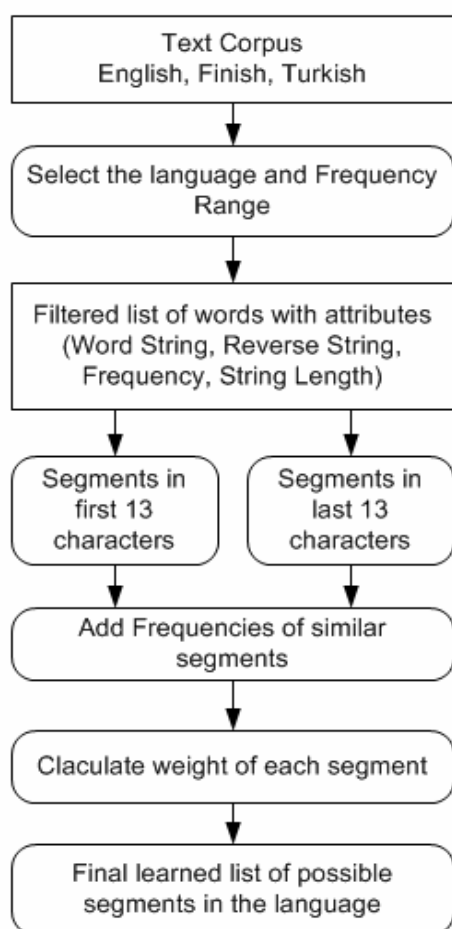 Text Corpus
English, Finish, Turkish
Select the language and Frequency
Range
Filtered list of words with attributes
(Word String, Reverse String,
Frequency, String Length)
Segments in
first 13
characters
Segments in
last 13
characters
Add Frequencies of similar
segments
Claculate weight of each segment
Final learned list of possible
segments in the language